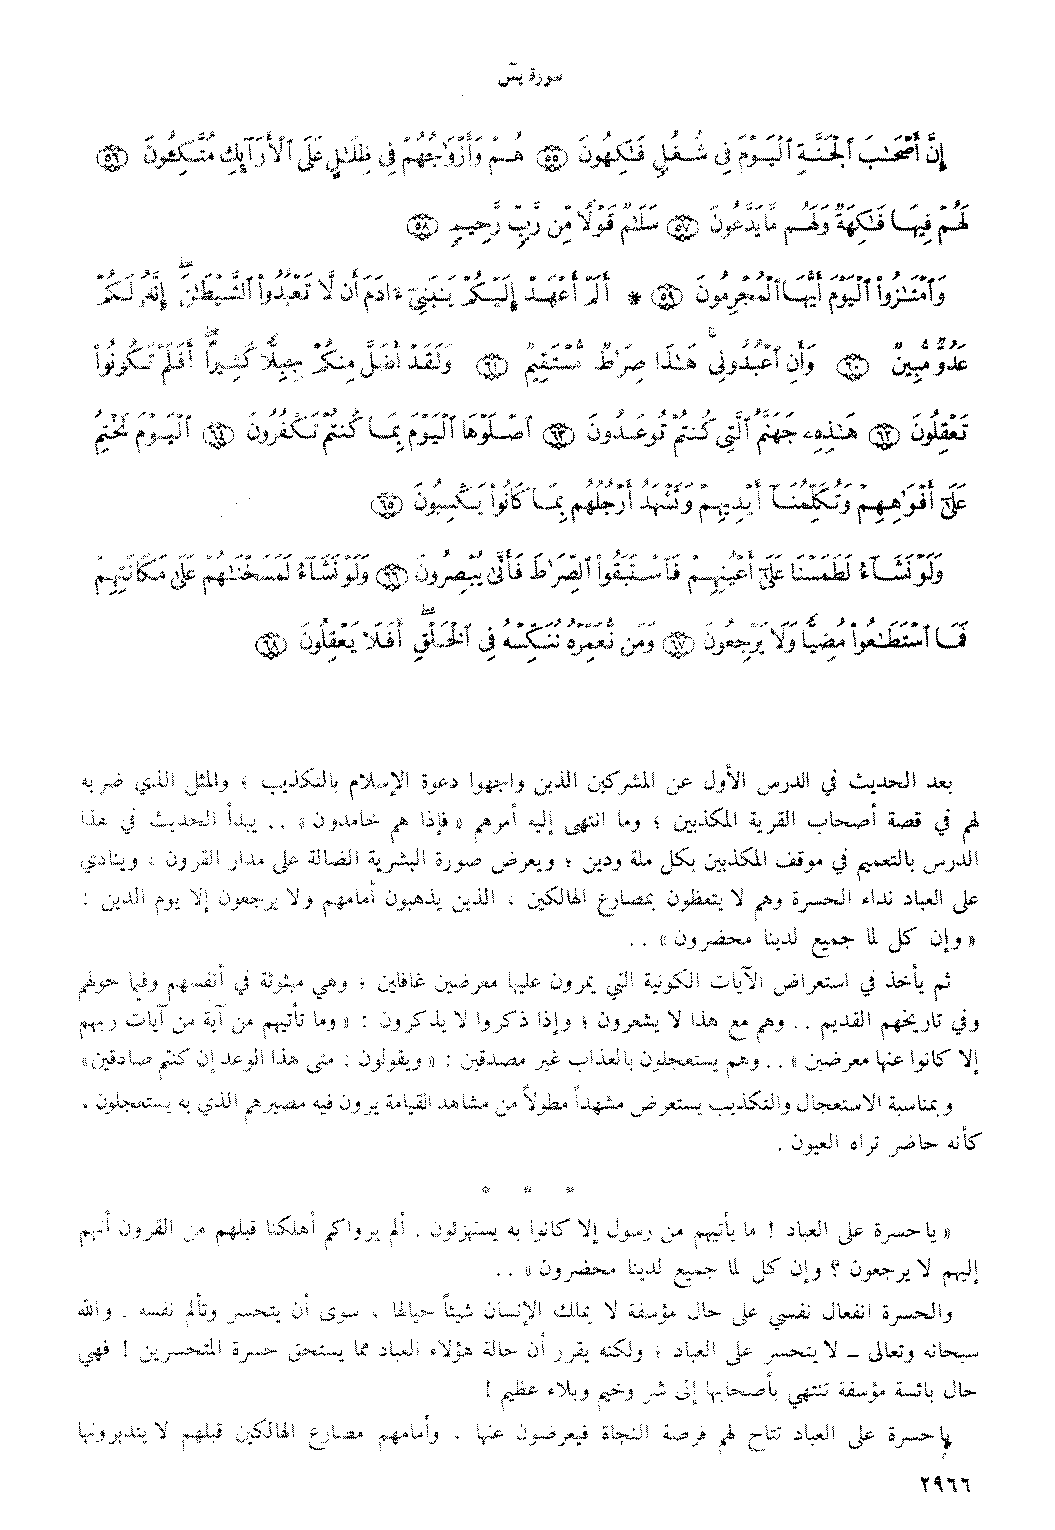 سورة يس
إِنَّ أَصْحَٰبَ ٱلْجَنَّةِ ٱلْيَوْمَ فِى شُغُلٍ فَٰكِهُونَ ﴿٥٥﴾ هُمْ وَأَزْوَٰجُهُمْ فِى ظِلَٰلٍ عَلَى ٱلْأَرَآئِكِ مُتَّكِـُٔونَ ﴿٥٦﴾
لَهُمْ فِيهَا فَٰكِهَةٌ وَلَهُم مَّا يَدَّعُونَ ﴿٥٧﴾ سَلَٰمٌ قَوْلًا مِّن رَّبٍّ رَّحِيمٍ ﴿٥٨﴾
وَٱمْتَٰزُوا۟ ٱلْيَوْمَ أَيُّهَا ٱلْمُجْرِمُونَ ﴿٥٩﴾ * أَلَمْ أَعْهَدْ إِلَيْكُمْ يَٰبَنِىٓ ءَادَمَ أَن لَّا تَعْبُدُوا۟ ٱلشَّيْطَٰنَۖ إِنَّهُۥ لَكُمْ
عَدُوٌّ مُّبِينٌ ﴿٦٠﴾ وَأَنِ ٱعْبُدُونِىۚ هَٰذَا صِرَٰطٌ مُّسْتَقِيمٌ ﴿٦١﴾ وَلَقَدْ أَضَلَّ مِنكُمْ جِبِلًّا كَثِيرًاۖ أَفَلَمْ تَكُونُوا۟
تَعْقِلُونَ ﴿٦٢﴾ هَٰذِهِۦ جَهَنَّمُ ٱلَّتِى كُنتُمْ تُوعَدُونَ ﴿٦٣﴾ ٱصْلَوْهَا ٱلْيَوْمَ بِمَا كُنتُمْ تَكْفُرُونَ ﴿٦٤﴾ ٱلْيَوْمَ نَخْتِمُ
عَلَىٰٓ أَفْوَٰهِهِمْ وَتُكَلِّمُنَآ أَيْدِيهِمْ وَتَشْهَدُ أَرْجُلُهُم بِمَا كَانُوا۟ يَكْسِبُونَ ﴿٦٥﴾
وَلَوْ نَشَآءُ لَطَمَسْنَا عَلَىٰٓ أَعْيُنِهِمْ فَٱسْتَبَقُوا۟ ٱلصِّرَٰطَ فَأَنَّىٰ يُبْصِرُونَ ﴿٦٦﴾ وَلَوْ نَشَآءُ لَمَسَخْنَٰهُمْ عَلَىٰ مَكَانَتِهِمْ
فَمَا ٱسْتَطَٰعُوا۟ مُضِيًّا وَلَا يَرْجِعُونَ ﴿٦٧﴾ وَمَن نُّعَمِّرْهُ نُنَكِّسْهُ فِى ٱلْخَلْقِۖ أَفَلَا يَعْقِلُونَ ﴿٦٨﴾
بعد الحديث في الدرس الأول عن المشركين الذين واجهوا دعوة الإسلام بالتكذيب ؛ والمثل الذي ضربه
لهم في قصة أصحاب القرية المكذبين ؛ وما انتهى إليه أمرهم « فإذا هم خامدون » .. يبدأ الحديث في هذا
الدرس بالتعميم في موقف المكذبين بكل ملة ودين ؛ ويعرض صورة البشرية الضالة على مدار القرون ، وينادي
على العباد نداء الحسرة وهم لا يتعظون بمصارع الهالكين ، الذين يذهبون أمامهم ولا يرجعون إلا يوم الدين :
« وإن كل لما جميع لدينا محضرون » ..
ثم يأخذ في استعراض الآيات الكونية التي يمرون عليها معرضين غافلين ؛ وهي مبثوثة في أنفسهم وفيما حولهم
وفي تاريخهم القديم .. وهم مع هذا لا يشعرون ؛ وإذا ذكروا لا يذكرون : « وما تأتيهم من آية من آيات ربهم
إلا كانوا عنها معرضين » .. وهم يستعجلون بالعذاب غير مصدقين : « ويقولون : متى هذا الوعد إن كنتم صادقين»
وبمناسبة الاستعجال والتكذيب يستعرض مشهداً مطولاً من مشاهد القيامة يرون فيه مصيرهم الذي به يستعجلون ،
كأنه حاضر تراه العيون .
* * *
« يا حسرة على العباد ! ما يأتيهم من رسول إلا كانوا به يستهزئون . ألم يروا كم أهلكنا قبلهم من القرون أنهم
إليهم لا يرجعون ؟ وإن كل لما جميع لدينا محضرون » ..
والحسرة انفعال نفسي على حال مؤسفة لا يملك الإنسان شيئاً حيالها ، سوى أن يتحسر وتألم نفسه . والله
سبحانه وتعالى ـ لا يتحسر على العباد ؛ ولكنه يقرر أن حالة هؤلاء العباد مما يستحق حسرة المتحسرين ! فهي
حال بائسة مؤسفة تنتهي بأصحابها إلى شر وخيم وبلاء عظيم !
يا حسرة على العباد تتاح لهم فرصة النجاة فيعرضون عنها ، وأمامهم مصارع الهالكين قبلهم لا يتدبرونها
٢٩٦٦